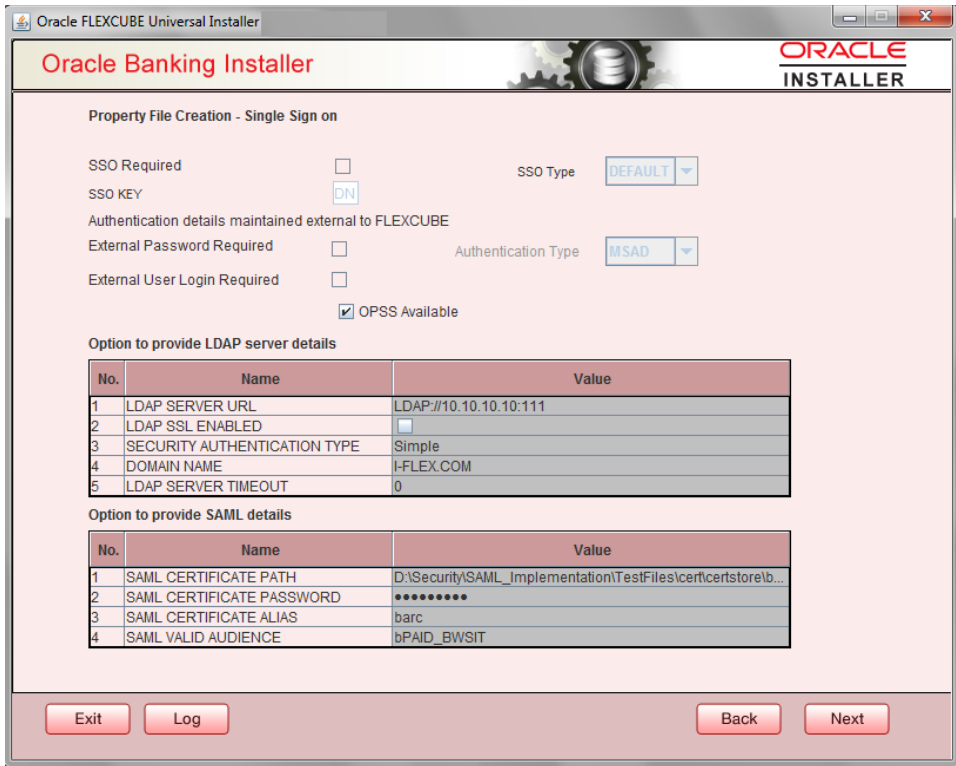 Oracle FLEXCUBE Universal Installer
Oracle Banking Installer
ORACLE
INSTALLER
Property File Creation - Single Sign on
SSO Required
SSO Type DEFAULT
SSO KEY DN
Authentication details maintained external to FLEXCUBE
External Password Required
Authentication Type MSAD
External User Login Required
OPSS Available
Option to provide LDAP server details
No. Name Value
1 LDAP SERVER URL LDAP://10.10.10.10:111
2 LDAP SSL ENABLED
3 SECURITY AUTHENTICATION TYPE Simple
4 DOMAIN NAME I-FLEX.COM
5 LDAP SERVER TIMEOUT 0
Option to provide SAML details
No. Name Value
1 SAML CERTIFICATE PATH D:\Security\SAML_Implementation\TestFiles\cert\certstore\b...
2 SAML CERTIFICATE PASSWORD •••••••••
3 SAML CERTIFICATE ALIAS barc
4 SAML VALID AUDIENCE bPAID_BWSIT
Exit Log Back Next